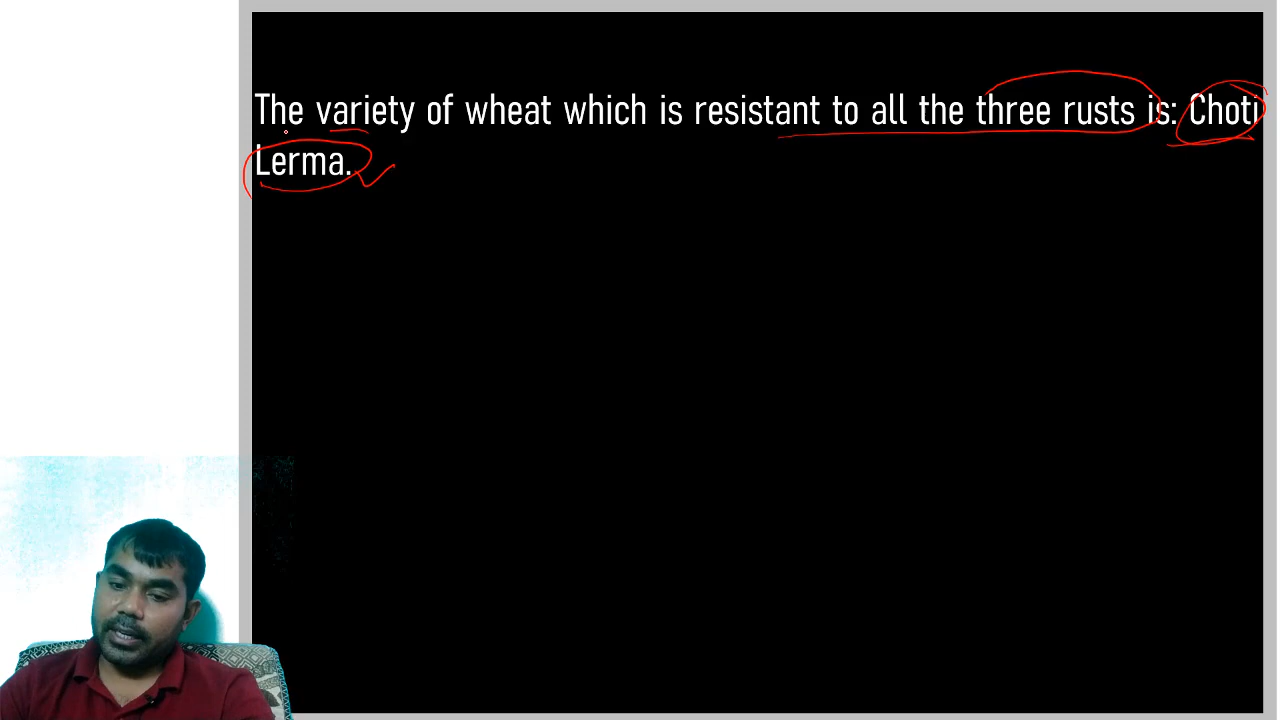 The variety of wheat which is resistant to all the three rusts is: Choti
Lerma.